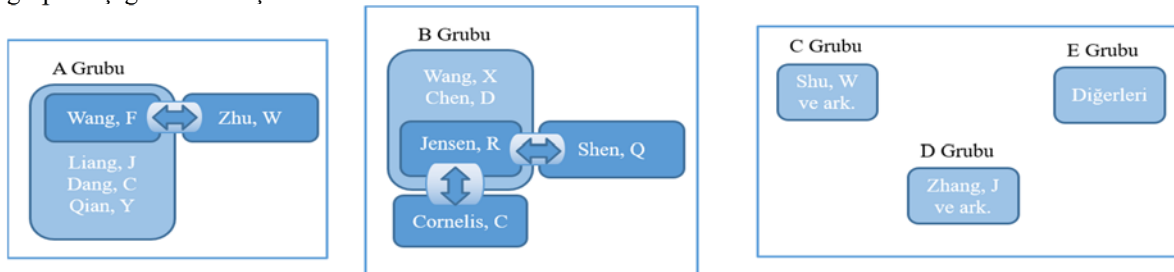 A Grubu
Wang, F
Zhu, W
Liang, J
Dang, C
Qian, Y
B Grubu
Wang, X
Chen, D
Jensen, R
Shen, Q
Cornelis, C
C Grubu
Shu, W
ve ark.
E Grubu
Diğerleri
D Grubu
Zhang, J
ve ark.